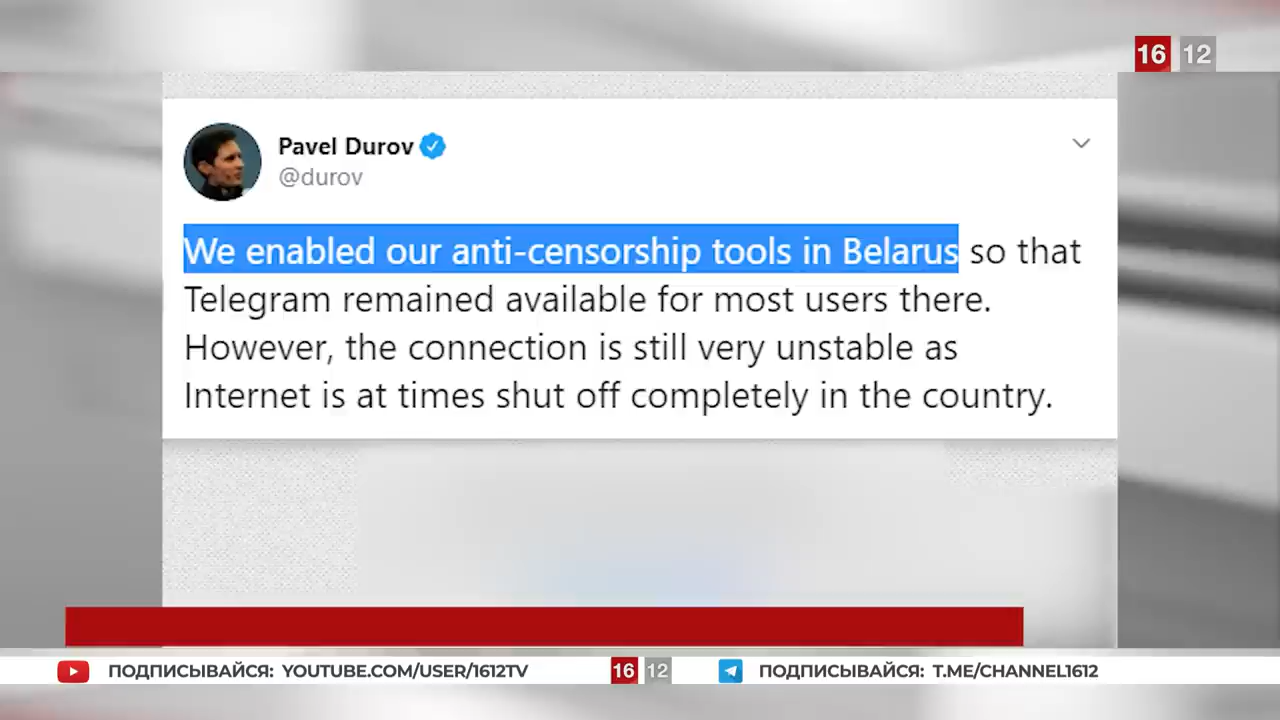 16 12
Pavel Durov
@durov
We enabled our anti-censorship tools in Belarus so that
Telegram remained available for most users there.
However, the connection is still very unstable as
Internet is at times shut off completely in the country.
ПОДПИСЫВАЙСЯ: YOUTUBE.COM/USER/1612TV 16 12 ПОДПИСЫВАЙСЯ: T.ME/CHANNEL1612